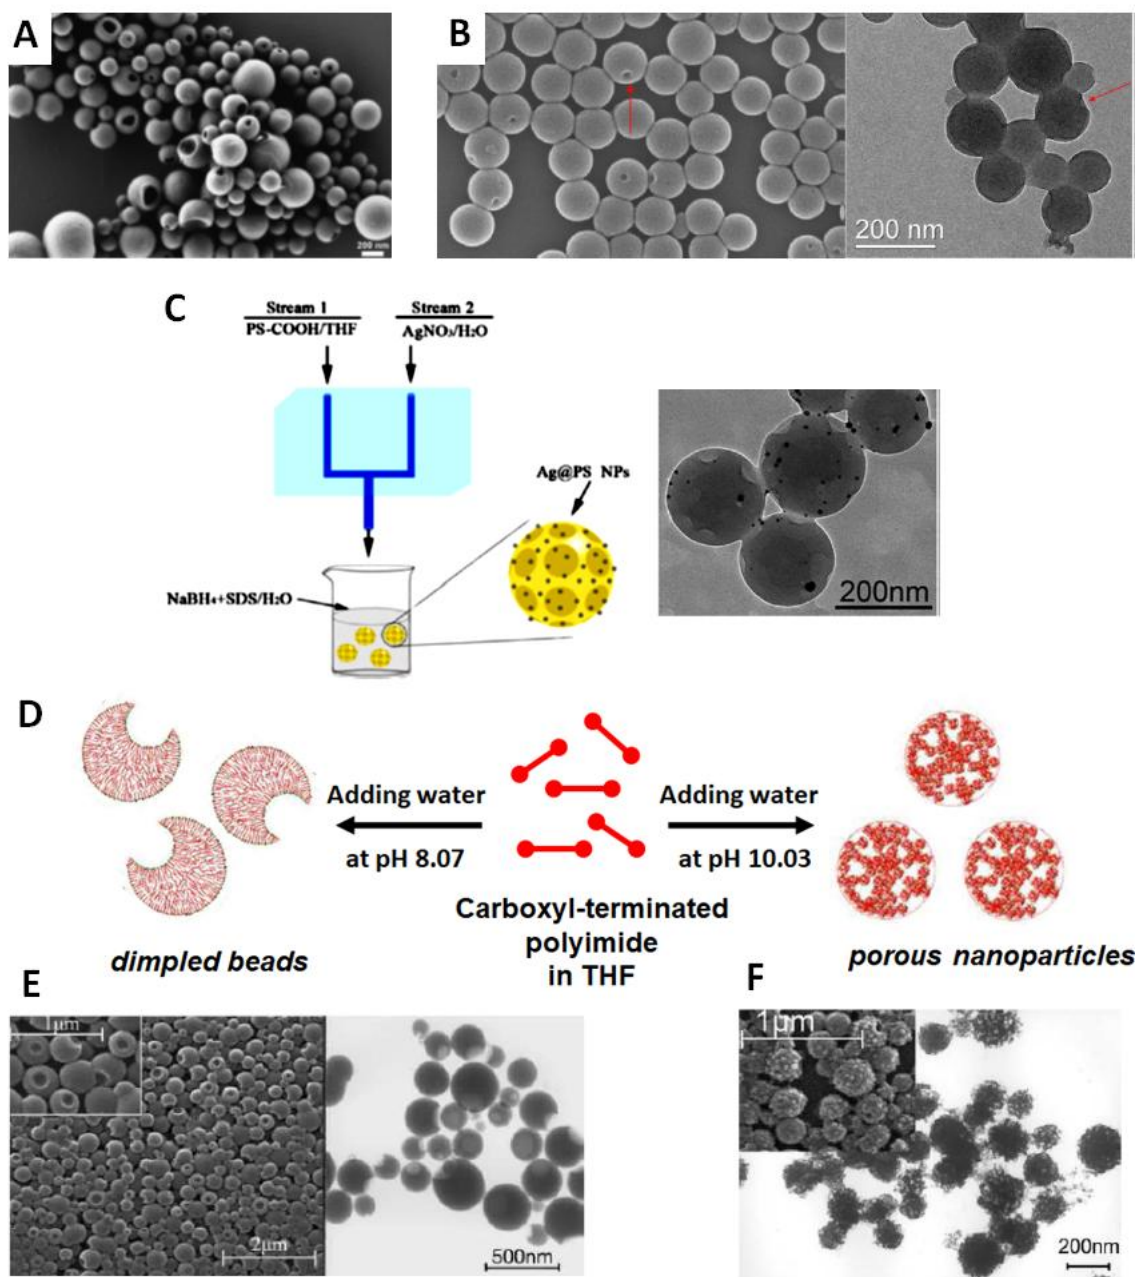 A
200 nm
B
200 nm
C
Stream 1
PS-COOH/THF
Stream 2
AgNO₃/H₂O
Ag@PS NPs
NaBH₄+SDS/H₂O
200nm
D
Adding water
at pH 8.07
Adding water
at pH 10.03
Carboxyl-terminated
polyimide
in THF
dimpled beads
porous nanoparticles
E
1μm
2μm
500nm
F
1μm
200nm